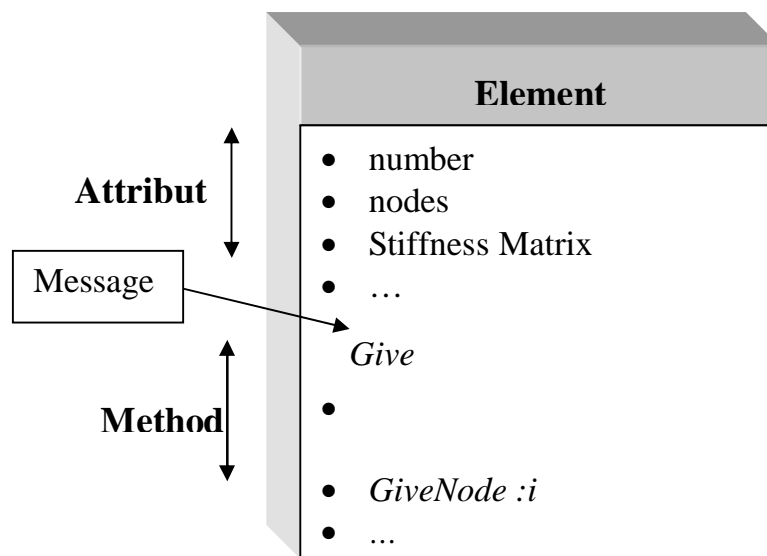 Element
• number
Attribut
• nodes
• Stiffness Matrix
Message
• …
Give
Method
•
• GiveNode :i
• ...